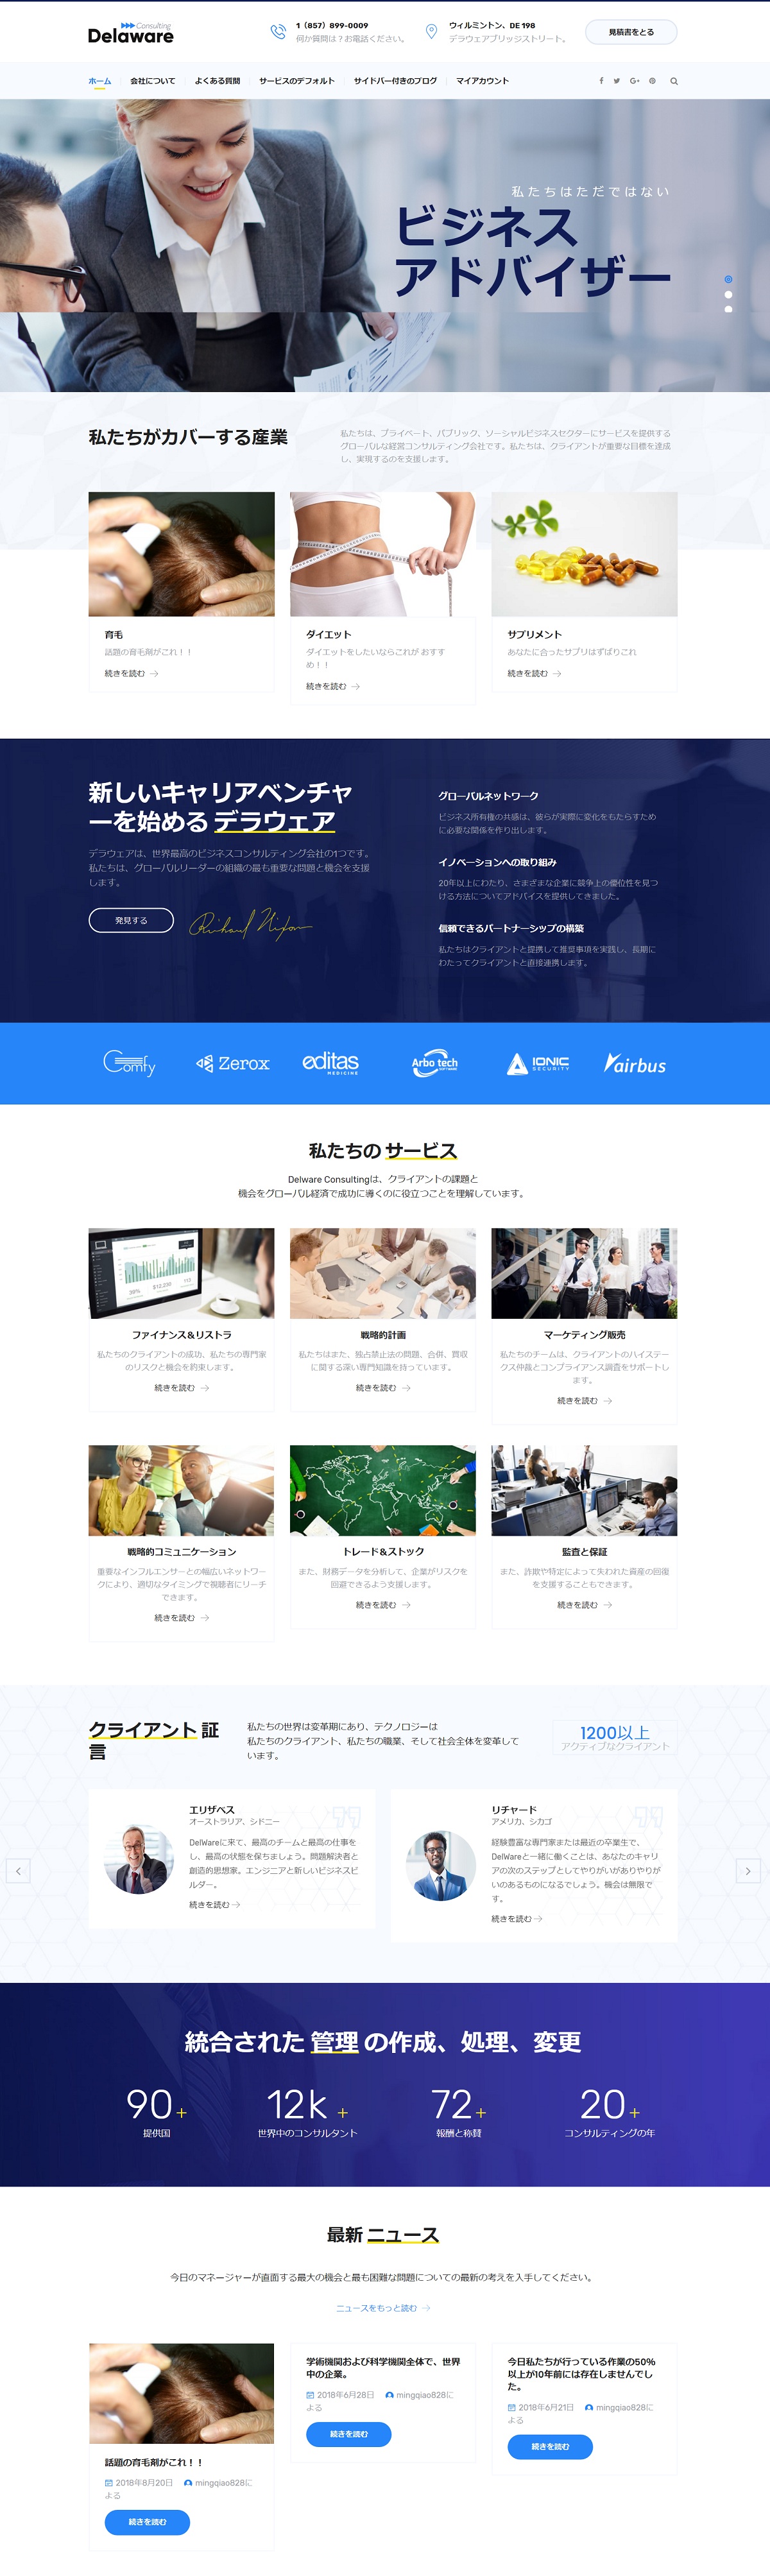 Consulting
Delaware
1（857）899-0009
何か質問は？お電話ください。
ウィルミントン、DE 198
デラウェアブリッジストリート。
見積書をとる
ホーム 会社について よくある質問 サービスのデフォルト サイドバー付きのブログ マイアカウント
私たちはただではない
ビジネス
アドバイザー
私たちがカバーする産業
私たちは、プライベート、パブリック、ソーシャルビジネスセクターにサービスを提供する
グローバルな経営コンサルティング会社です。私たちは、クライアントが重要な目標を達成
し、実現するのを支援します。
育毛
話題の育毛剤がこれ！！
続きを読む
ダイエット
ダイエットをしたいならこれが おすす
め！！
続きを読む
サプリメント
あなたに合ったサプリはずばりこれ
続きを読む
新しいキャリアベンチャ
ーを始める デラウェア
デラウェアは、世界最高のビジネスコンサルティング会社の1つです。
私たちは、グローバルリーダーの組織の最も重要な問題と機会を支援
します。
発見する
グローバルネットワーク
ビジネス所有権の共感は、彼らが実際に変化をもたらすため
に必要な関係を作り出します。
イノベーションへの取り組み
20年以上にわたり、さまざまな企業に競争上の優位性を見つ
ける方法についてアドバイスを提供してきました。
信頼できるパートナーシップの構築
私たちはクライアントと提携して推奨事項を実践し、長期に
わたってクライアントと直接連携します。
Comfy
Zerox
editas
MEDICINE
Arbo tech
IONIC
SECURITY
airbus
私たちの サービス
Delware Consultingは、クライアントの課題と
機会をグローバル経済で成功に導くのに役立つことを理解しています。
ファイナンス＆リストラ
私たちのクライアントの成功、私たちの専門家
のリスクと機会を約束します。
続きを読む
戦略的計画
私たちはまた、独占禁止法の問題、合併、買収
に関する深い専門知識を持っています。
続きを読む
マーケティング販売
私たちのチームは、クライアントのハイステー
クス仲裁とコンプライアンス調査をサポートし
ます。
続きを読む
戦略的コミュニケーション
重要なインフルエンサーとの幅広いネットワー
クにより、適切なタイミングで視聴者にリーチ
できます。
続きを読む
トレード＆ストック
また、財務データを分析して、企業がリスクを
回避できるよう支援します。
続きを読む
監査と保証
また、詐欺や特定によって失われた資産の回復
を支援することもできます。
続きを読む
クライアント 証
言
私たちの世界は変革期にあり、テクノロジーは
私たちのクライアント、私たちの職業、そして社会全体を変革して
います。
1200以上
アクティブなクライアント
エリザベス
オーストラリア、シドニー
DelWareに来て、最高のチームと最高の仕事を
し、最高の状態を保ちましょう。問題解決者と
創造的思想家。エンジニアと新しいビジネスビ
ルダー。
続きを読む
リチャード
アメリカ、シカゴ
経験豊富な専門家または最近の卒業生で、
DelWareと一緒に働くことは、あなたのキャリ
アの次のステップとしてやりがいがありやりが
いのあるものになるでしょう。機会は無限で
す。
続きを読む
統合された 管理 の作成、処理、変更
90+
提供国
12k +
世界中のコンサルタント
72+
報酬と称賛
20+
コンサルティングの年
最新 ニュース
今日のマネージャーが直面する最大の機会と最も困難な問題についての最新の考えを入手してください。
ニュースをもっと読む
話題の育毛剤がこれ！！
2018年8月20日 mingqiao828に
よる
続きを読む
学術機関および科学機関全体で、世界
中の企業。
2018年6月28日 mingqiao828に
よる
続きを読む
今日私たちが行っている作業の50％
以上が10年前には存在しませんでし
た。
2018年6月21日 mingqiao828に
よる
続きを読む